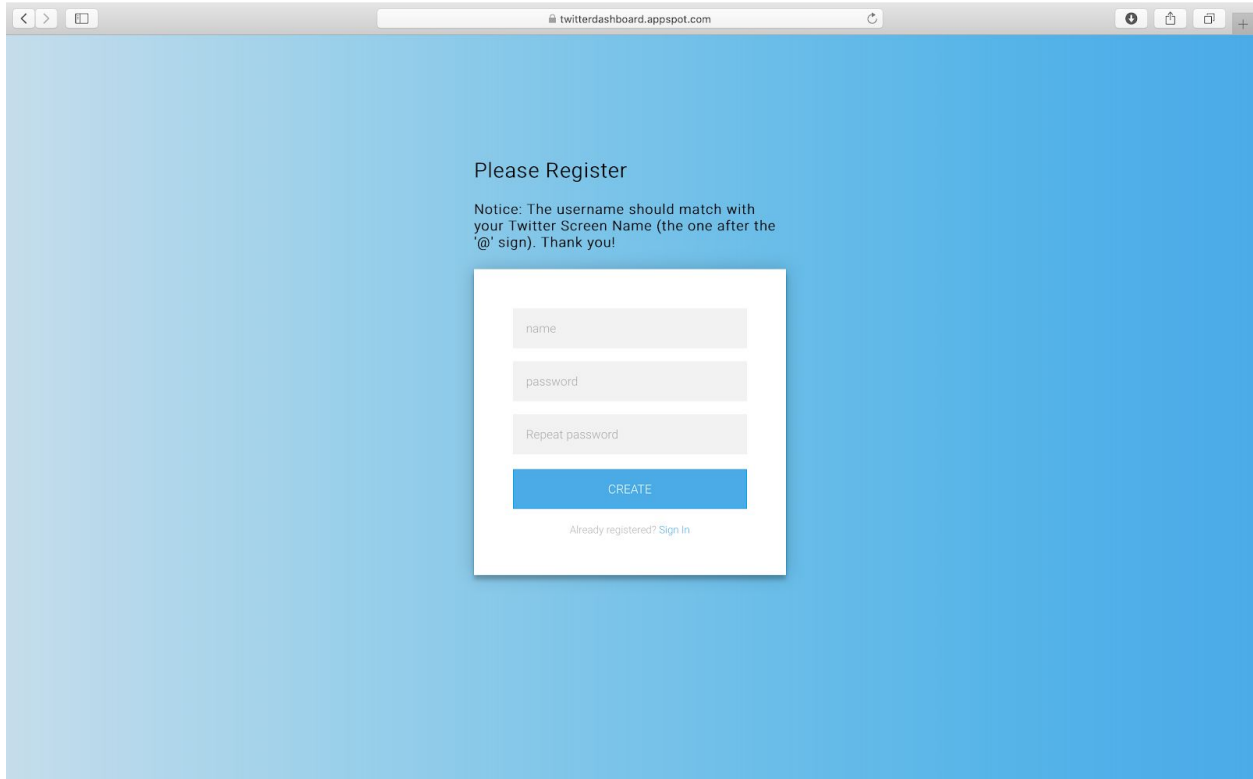 twitterdashboard.appspot.com
Please Register
Notice: The username should match with
your Twitter Screen Name (the one after the
'@' sign). Thank you!
name
password
Repeat password
CREATE
Already registered? Sign In